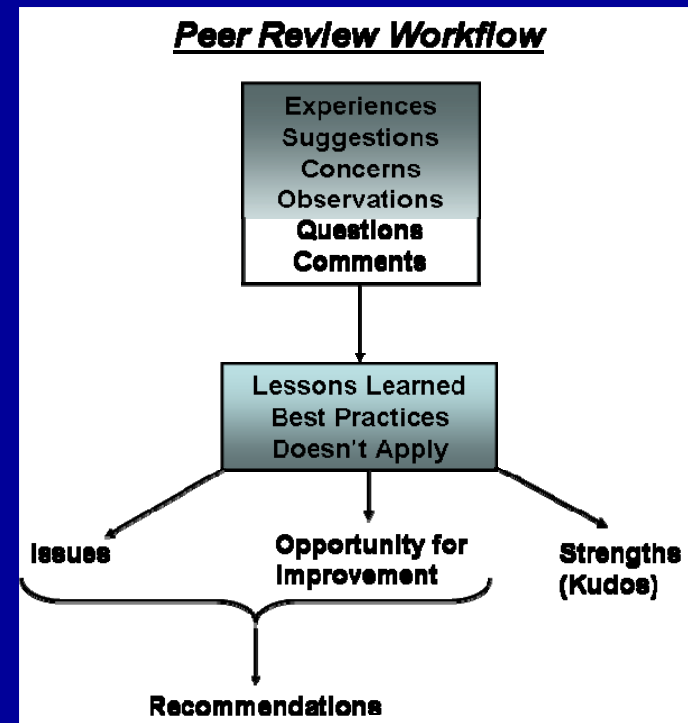 Peer Review Workflow
Experiences
Suggestions
Concerns
Observations
Questions
Comments
Lessons Learned
Best Practices
Doesn't Apply
Issues
Opportunity for
Improvement
Strengths
(Kudos)
Recommendations